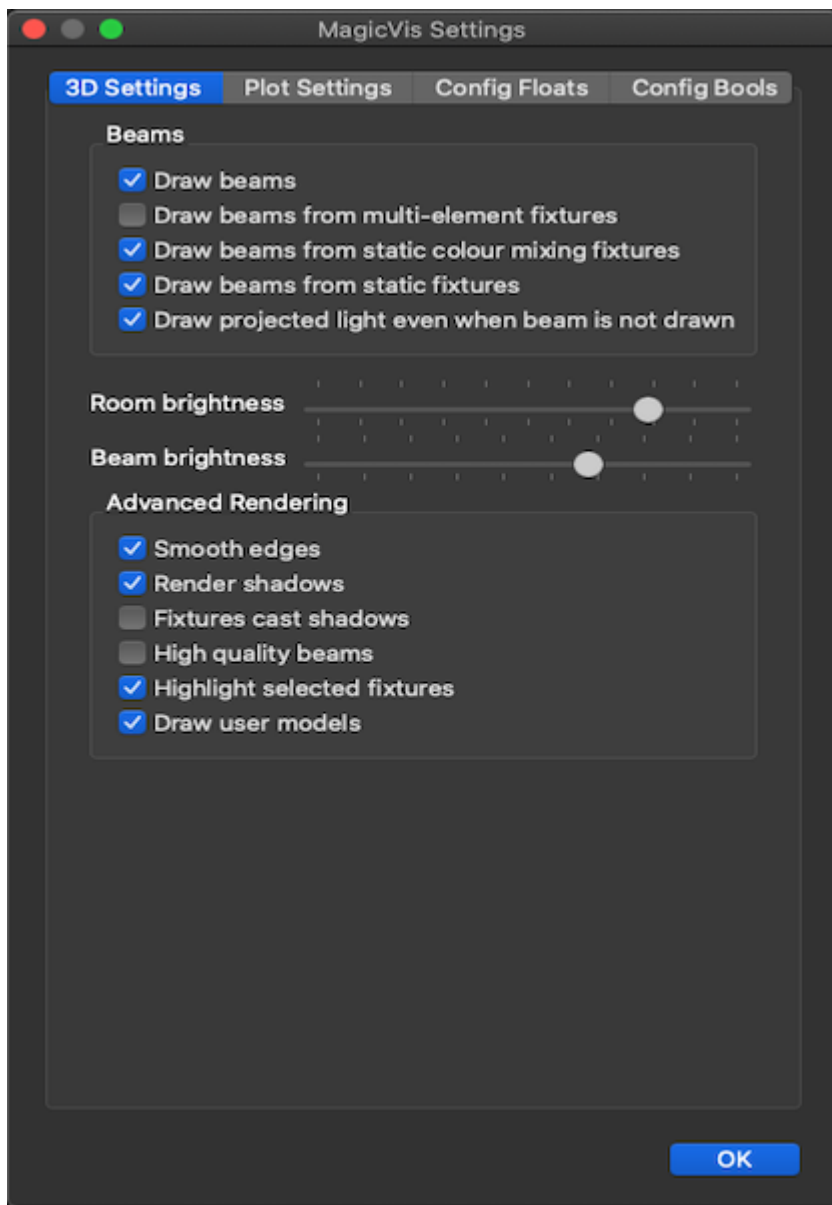 MagicVis Settings
3D Settings Plot Settings Config Floats Config Bools
Beams
Draw beams
Draw beams from multi-element fixtures
Draw beams from static colour mixing fixtures
Draw beams from static fixtures
Draw projected light even when beam is not drawn
Room brightness
Beam brightness
Advanced Rendering
Smooth edges
Render shadows
Fixtures cast shadows
High quality beams
Highlight selected fixtures
Draw user models
OK